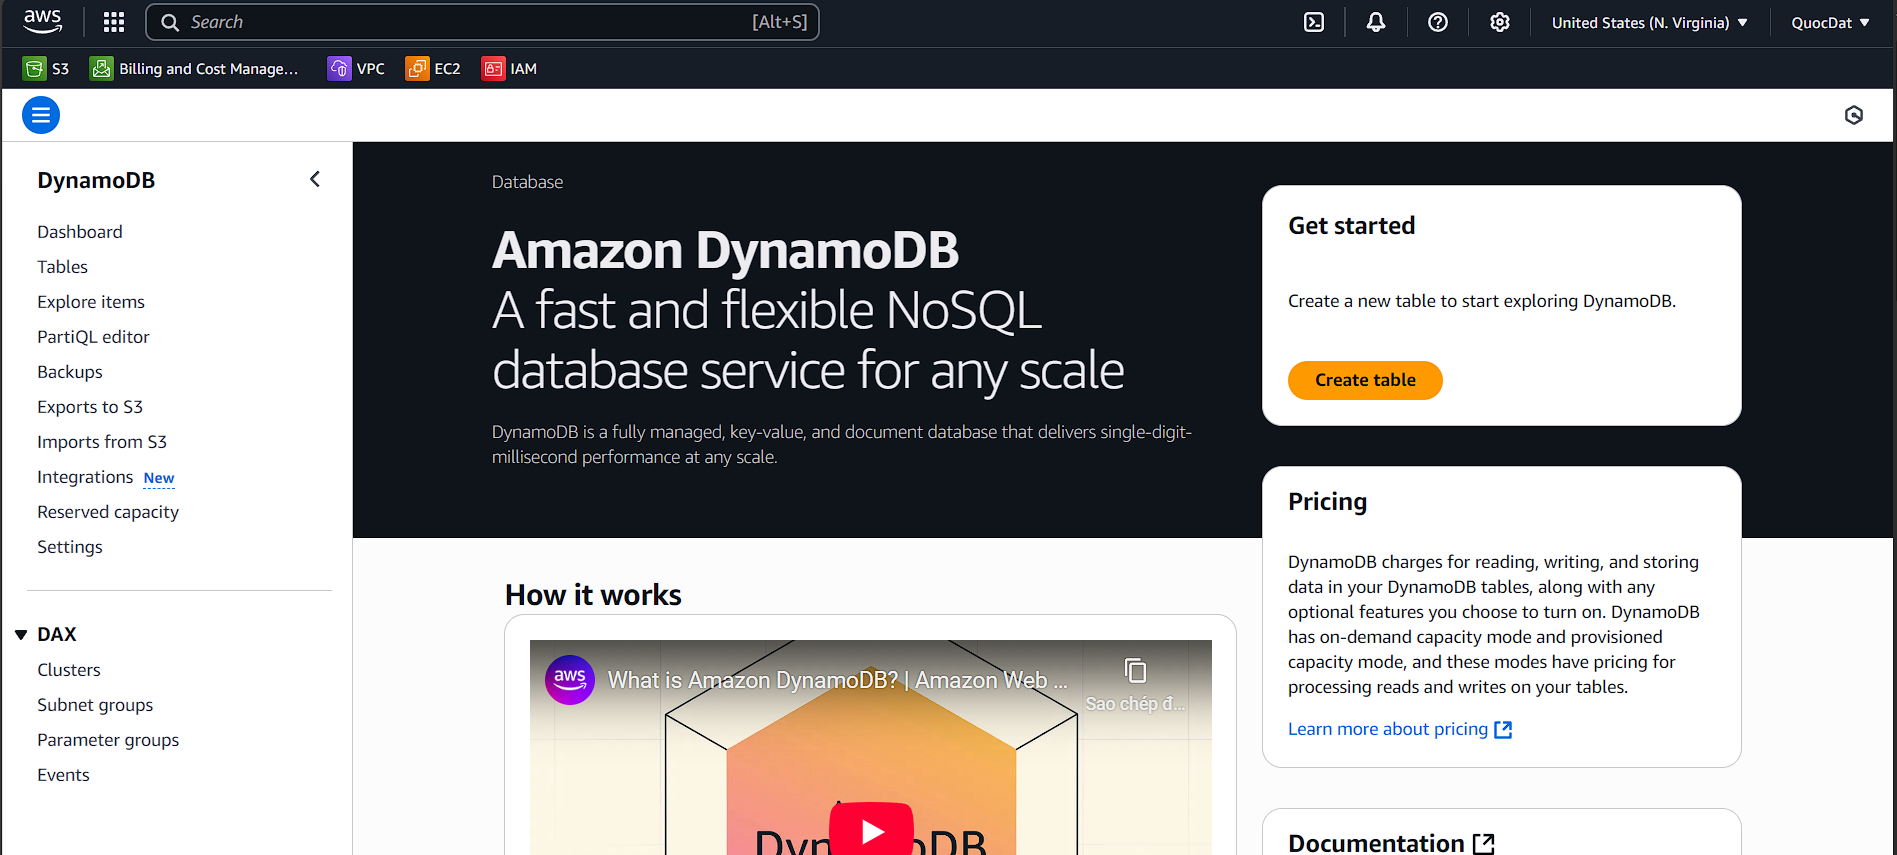 aws
Search
[Alt+S]
United States (N. Virginia)
QuocDat
S3
Billing and Cost Manage...
VPC
EC2
IAM
DynamoDB
Dashboard
Tables
Explore items
PartiQL editor
Backups
Exports to S3
Imports from S3
Integrations New
Reserved capacity
Settings
DAX
Clusters
Subnet groups
Parameter groups
Events
Database
Amazon DynamoDB
A fast and flexible NoSQL
database service for any scale
DynamoDB is a fully managed, key-value, and document database that delivers single-digit-
millisecond performance at any scale.
How it works
aws
What is Amazon DynamoDB? | Amazon Web ...
Sao chép đ...
Get started
Create a new table to start exploring DynamoDB.
Create table
Pricing
DynamoDB charges for reading, writing, and storing
data in your DynamoDB tables, along with any
optional features you choose to turn on. DynamoDB
has on-demand capacity mode and provisioned
capacity mode, and these modes have pricing for
processing reads and writes on your tables.
Learn more about pricing
Documentation